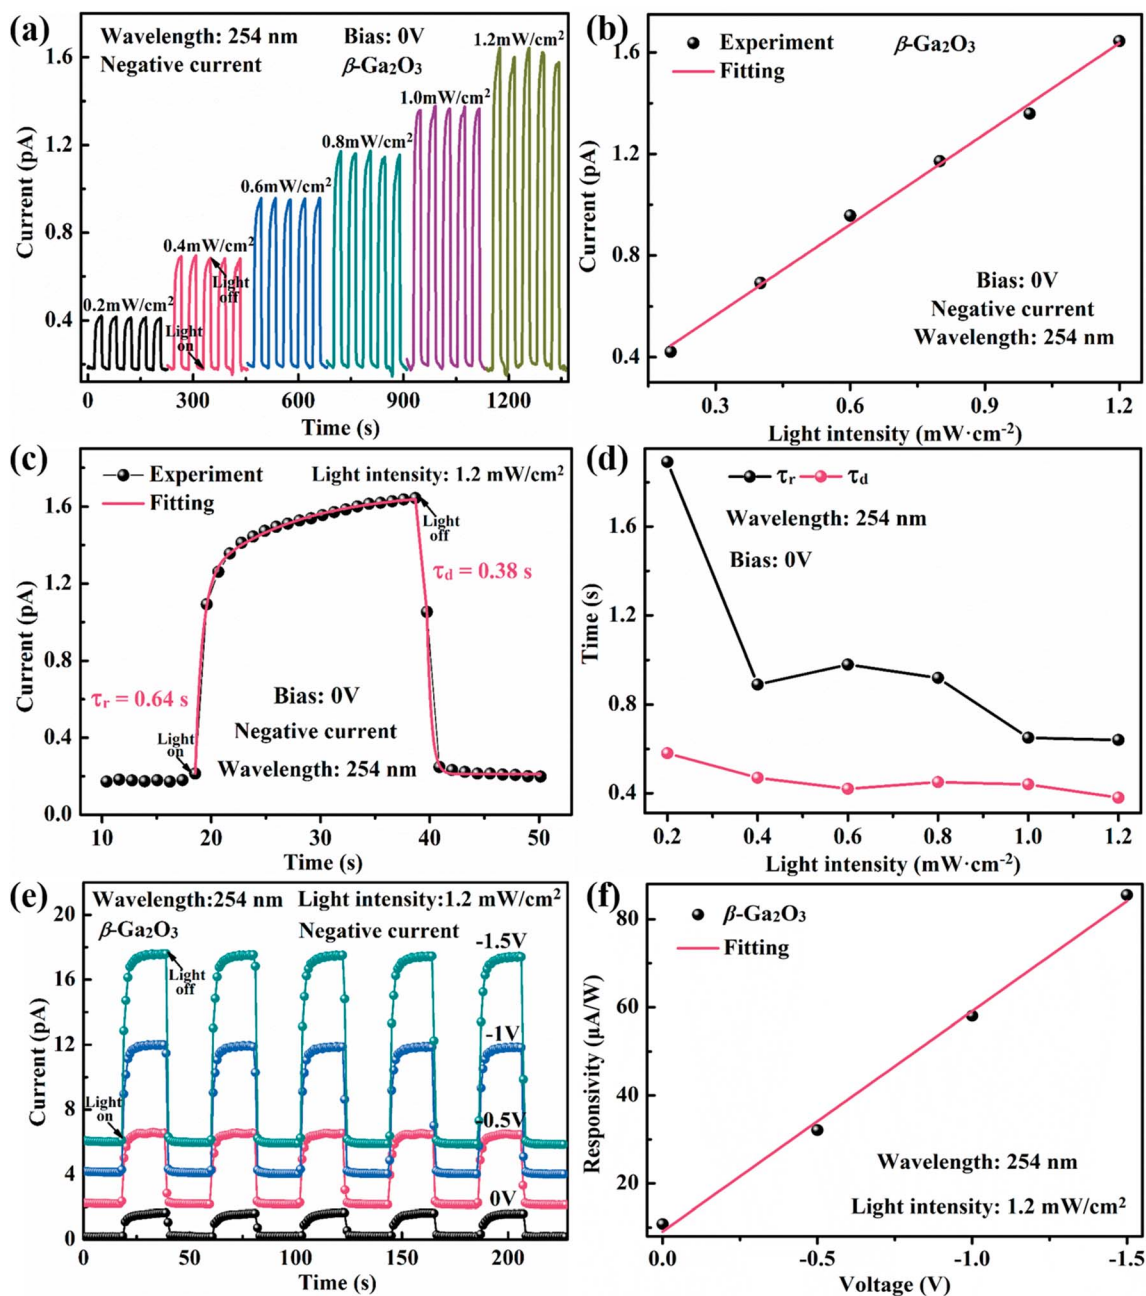 (a)
Wavelength: 254 nm
Bias: 0V
Negative current
β-Ga₂O₃
1.2mW/cm²
1.0mW/cm²
0.8mW/cm²
0.6mW/cm²
0.4mW/cm²
0.2mW/cm²
Light
off
Light
on
1.6
1.2
0.8
0.4
Current (pA)
0
300
600
900
1200
Time (s)
(b)
Experiment
β-Ga₂O₃
Fitting
Bias: 0V
Negative current
Wavelength: 254 nm
1.6
1.2
0.8
0.4
Current (pA)
0.3
0.6
0.9
1.2
Light intensity (mW·cm⁻²)
(c)
Experiment
Light intensity: 1.2 mW/cm²
Fitting
Light
off
τd = 0.38 s
τr = 0.64 s
Bias: 0V
Negative current
Light
on
Wavelength: 254 nm
2.0
1.6
1.2
0.8
0.4
0.0
Current (pA)
10
20
30
40
50
Time (s)
(d)
τr
τd
Wavelength: 254 nm
Bias: 0V
1.8
1.2
0.8
0.4
Time (s)
0.2
0.4
0.6
0.8
1.0
1.2
Light intensity (mW·cm⁻²)
(e)
Wavelength:254 nm
Light intensity:1.2 mW/cm²
β-Ga₂O₃
Negative current
-1.5V
Light
off
-1V
Light
on
-0.5V
0V
20
16
12
8
4
0
Current (pA)
0
50
100
150
200
Time (s)
(f)
β-Ga₂O₃
Fitting
Wavelength: 254 nm
Light intensity: 1.2 mW/cm²
80
60
40
20
Responsivity (μA/W)
0.0
-0.5
-1.0
-1.5
Voltage (V)